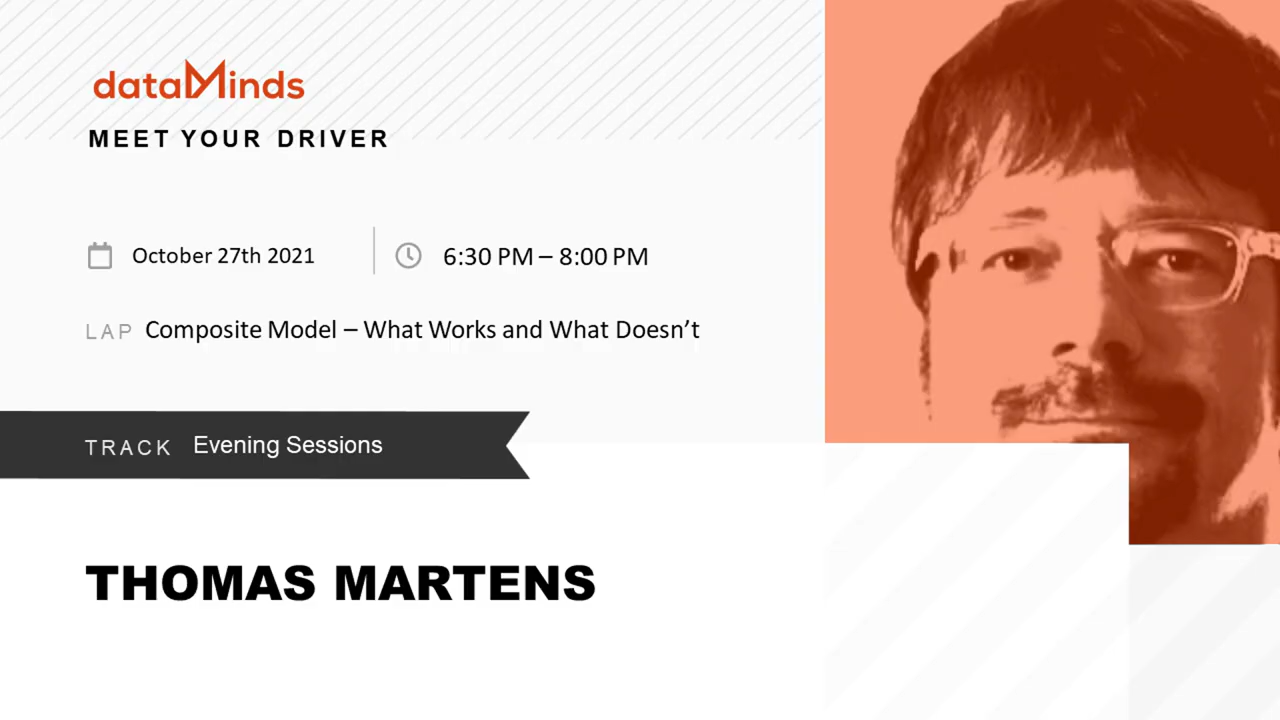 dataMinds
MEET YOUR DRIVER
October 27th 2021
6:30 PM – 8:00 PM
LAP Composite Model – What Works and What Doesn't
TRACK Evening Sessions
THOMAS MARTENS